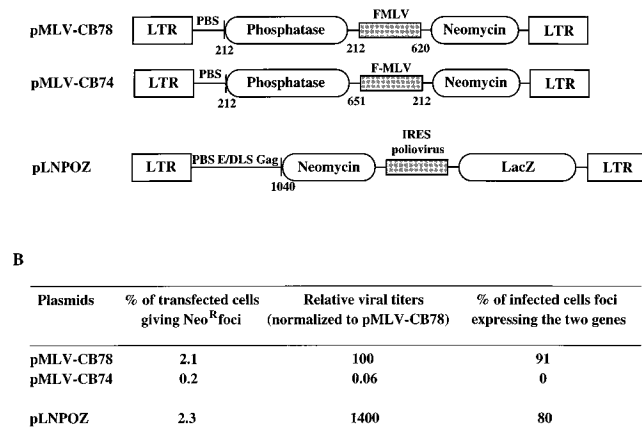 pMLV-CB78 LTR PBS 212 Phosphatase 212 FMLV 620 Neomycin LTR
pMLV-CB74 LTR PBS 212 Phosphatase 651 F-MLV 212 Neomycin LTR
pLNPOZ LTR PBS E/DLS Gag 1040 Neomycin IRES poliovirus LacZ LTR
B
Plasmids % of transfected cells giving Neo^R foci Relative viral titers (normalized to pMLV-CB78) % of infected cells foci expressing the two genes
pMLV-CB78 2.1 100 91
pMLV-CB74 0.2 0.06 0
pLNPOZ 2.3 1400 80